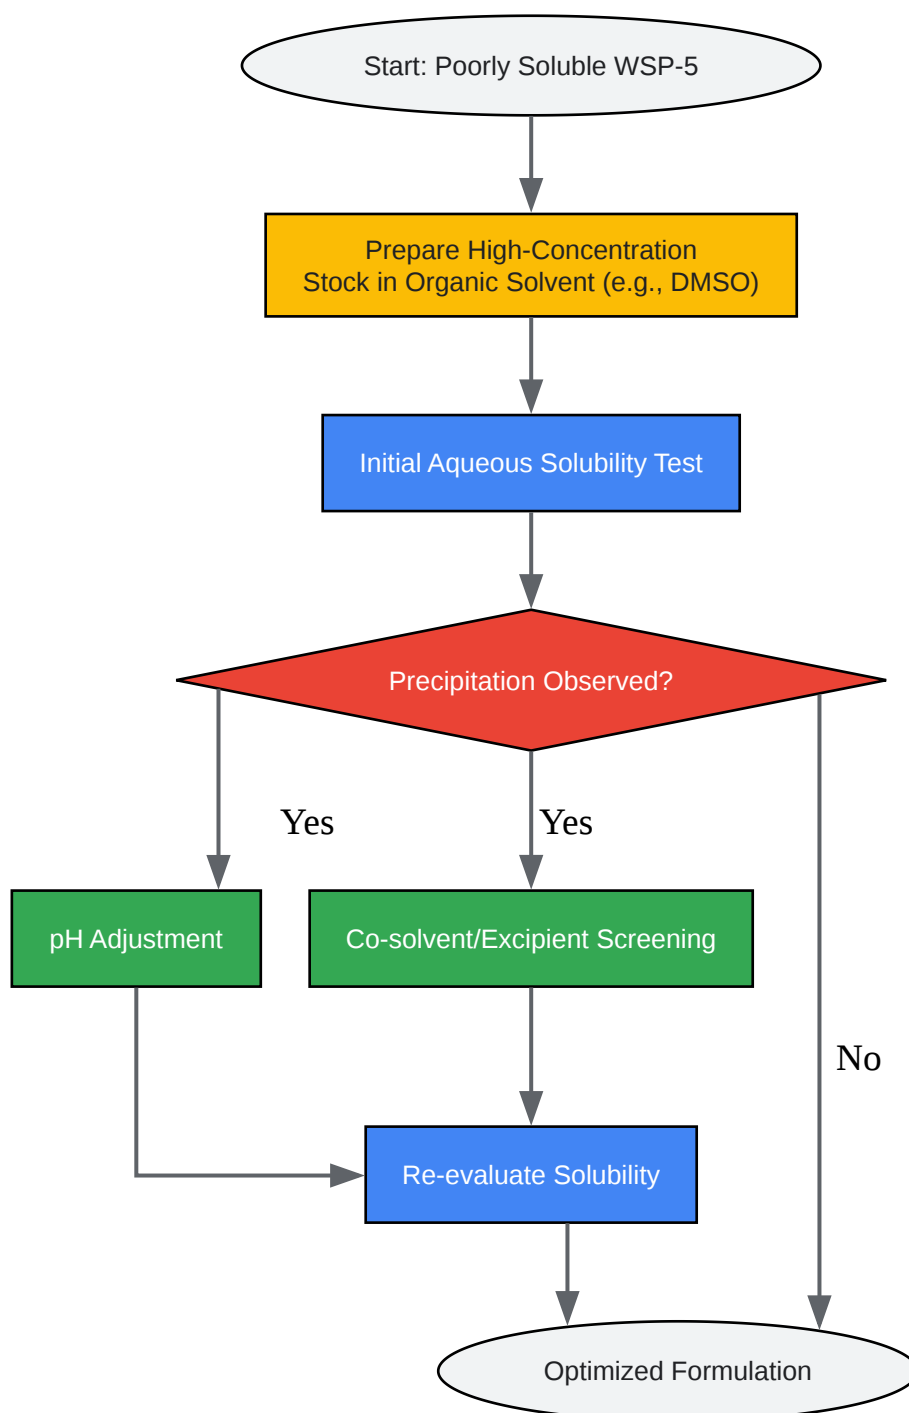 Start: Poorly Soluble WSP-5
Prepare High-Concentration
Stock in Organic Solvent (e.g., DMSO)
Initial Aqueous Solubility Test
Precipitation Observed?
Yes
Yes
pH Adjustment
Co-solvent/Excipient Screening
No
Re-evaluate Solubility
Optimized Formulation